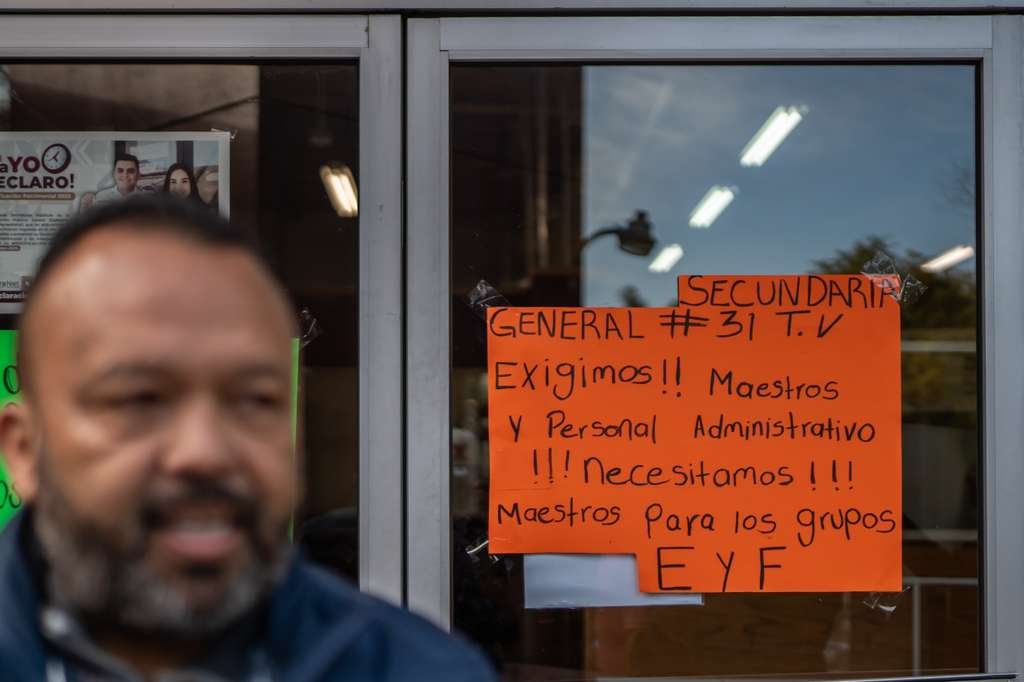 YO
DECLARO!
SECUNDARIA
GENERAL # 31 T.V
Exigimos!! Maestros
y Personal Administrativo
!!! necesitamos !!!
Maestros Para los grupos
E y F